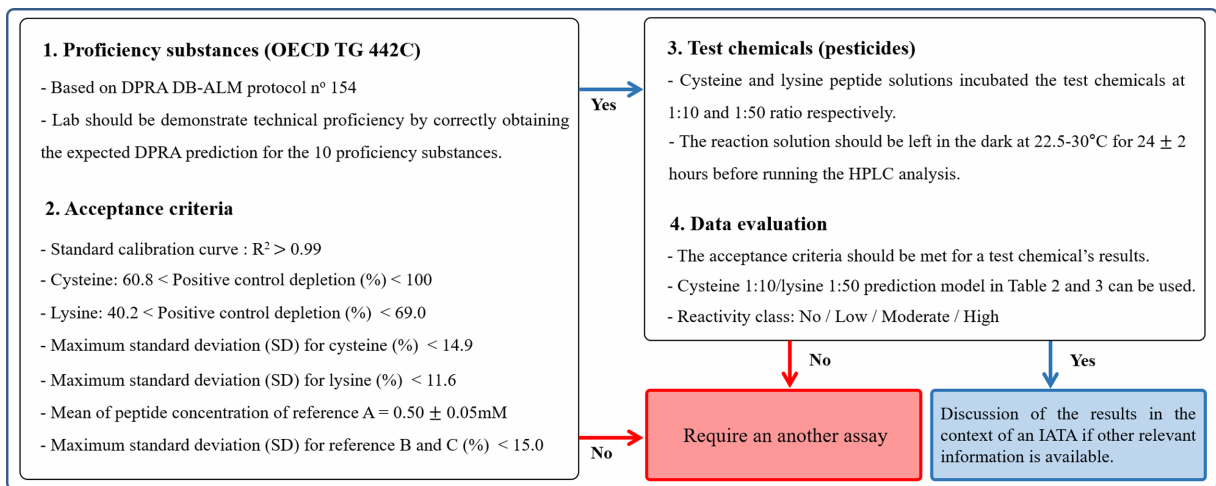 1. Proficiency substances (OECD TG 442C)
- Based on DPRA DB-ALM protocol nº 154
- Lab should be demonstrate technical proficiency by correctly obtaining
the expected DPRA prediction for the 10 proficiency substances.
2. Acceptance criteria
- Standard calibration curve : R² > 0.99
- Cysteine: 60.8 < Positive control depletion (%) < 100
- Lysine: 40.2 < Positive control depletion (%) < 69.0
- Maximum standard deviation (SD) for cysteine (%) < 14.9
- Maximum standard deviation (SD) for lysine (%) < 11.6
- Mean of peptide concentration of reference A = 0.50 ± 0.05mM
- Maximum standard deviation (SD) for reference B and C (%) < 15.0
Yes
No
3. Test chemicals (pesticides)
- Cysteine and lysine peptide solutions incubated the test chemicals at
1:10 and 1:50 ratio respectively.
- The reaction solution should be left in the dark at 22.5-30°C for 24 ± 2
hours before running the HPLC analysis.
4. Data evaluation
- The acceptance criteria should be met for a test chemical's results.
- Cysteine 1:10/lysine 1:50 prediction model in Table 2 and 3 can be used.
- Reactivity class: No / Low / Moderate / High
No
Yes
Require an another assay
Discussion of the results in the
context of an IATA if other relevant
information is available.